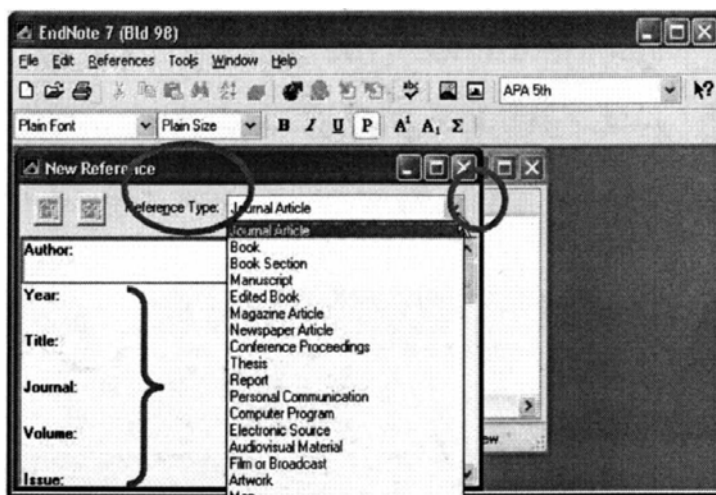 EndNote 7 (Bld 98)
File Edit References Tools Window Help
APA 5th
Plain Font Plain Size B I U P A¹ A₁ Σ
New Reference
Reference Type: Journal Article
Journal Article
Author:
Book
Book Section
Manuscript
Year:
Edited Book
Magazine Article
Newspaper Article
Title:
Conference Proceedings
Thesis
Report
Journal:
Personal Communication
Computer Program
Electronic Source
Volume:
Audiovisual Material
Film or Broadcast
Issue:
Artwork